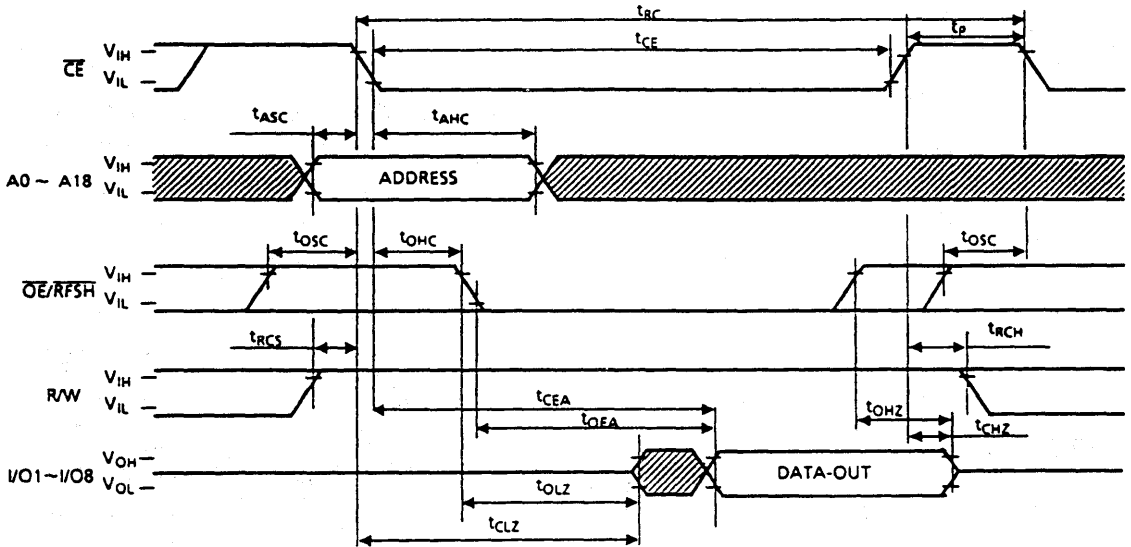 tRC
tCE
tP
CE
VIH
VIL
tASC
tAHC
A0 ~ A18
VIH
VIL
ADDRESS
tOSC
tOHC
tOSC
OE/RFSH
VIH
VIL
tRCS
tRCH
R/W
VIH
VIL
tCEA
tOEA
tOHZ
tCHZ
I/O1~I/O8
VOH
VOL
DATA-OUT
tOLZ
tCLZ